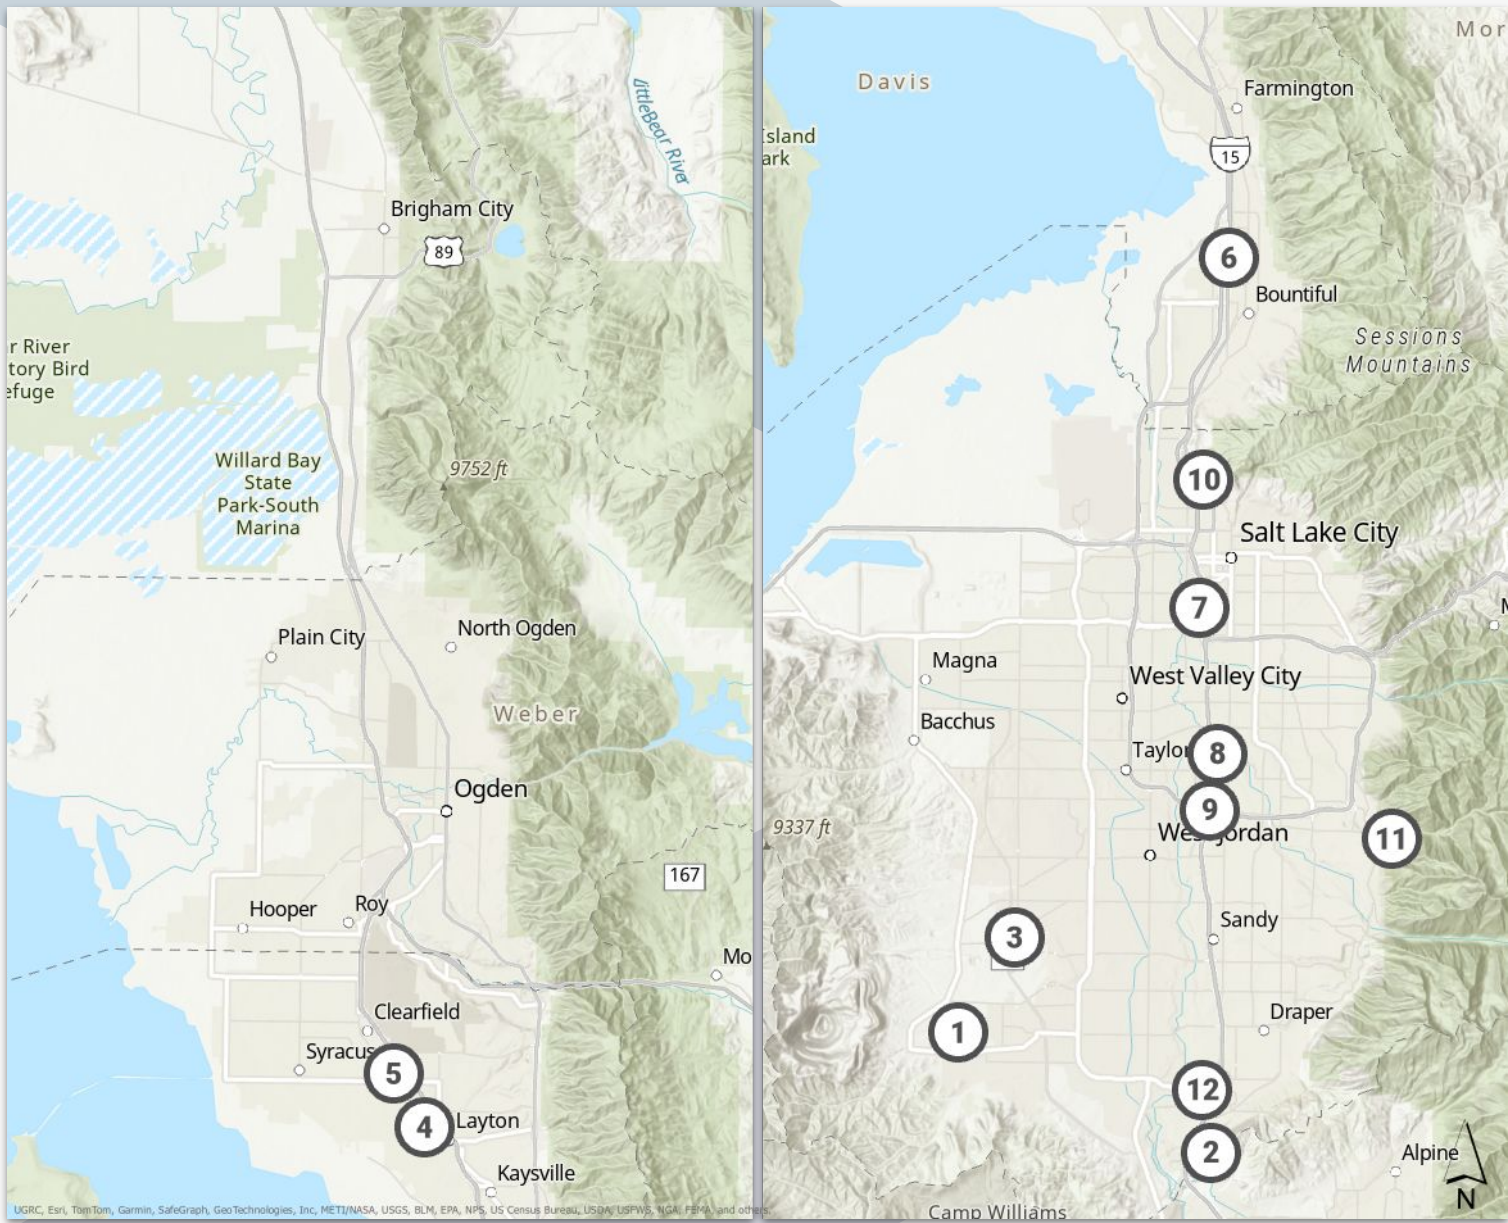 LittleBear River
Brigham City
89
r River
tory Bird
efuge
9752 ft
Willard Bay
State
Park-South
Marina
Plain City
North Ogden
Weber
Ogden
167
Hooper
Roy
Mo
Clearfield
Syracus
5
4
Layton
Kaysville
UGRC, Esri, TomTom, Garmin, SafeGraph, GeoTechnologies, Inc, METI/NASA, USGS, BLM, EPA, NPS, US Census Bureau, USDA, USFWS, NGA, FEMA, and others
Mor
Davis
Farmington
Island
ark
15
6
Bountiful
Sessions
Mountains
10
Salt Lake City
7
M
Magna
West Valley City
Bacchus
Taylor
8
9
9337 ft
West Jordan
11
Sandy
3
1
Draper
12
2
Alpine
N
Camp Williams